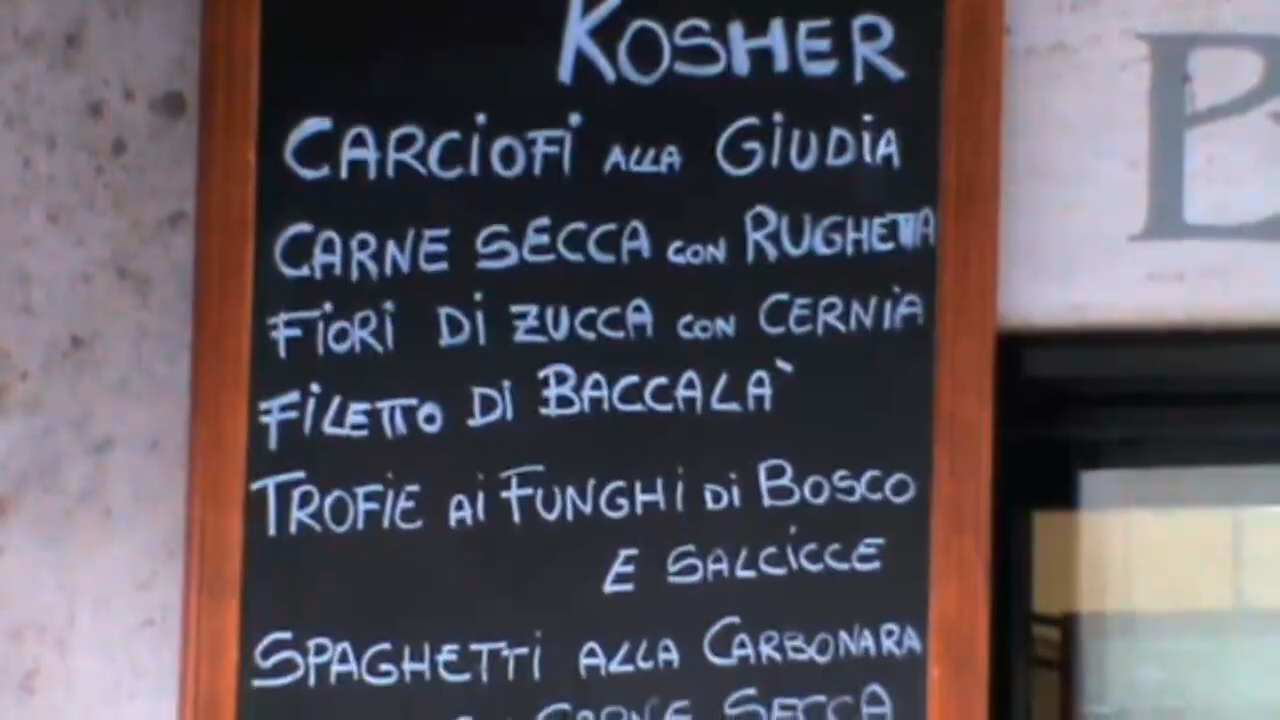 KOSHER
CARCIOFI ALLA GIUDIA
CARNE SECCA CON RUGHETTA
FIORI DI ZUCCA CON CERNIA
FILETTO DI BACCALA`
TROFIE AI FUNGHI DI BOSCO
E SALCICCE
SPAGHETTI ALLA CARBONARA
CARNE SECCA